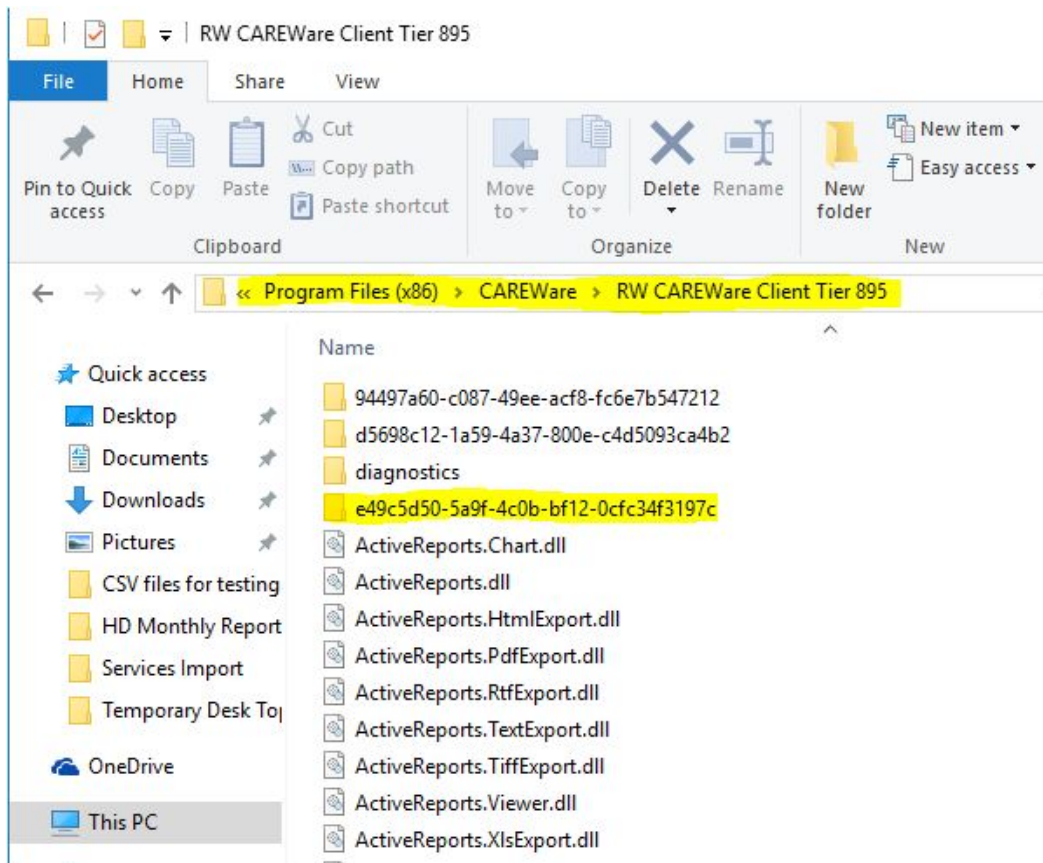 RW CAREWare Client Tier 895
File Home Share View
Pin to Quick access
Copy
Paste
Cut
Copy path
Paste shortcut
Move to
Copy to
Delete
Rename
New folder
New item
Easy access
Clipboard
Organize
New
« Program Files (x86) > CAREWare > RW CAREWare Client Tier 895
Quick access
Desktop
Documents
Downloads
Pictures
CSV files for testing
HD Monthly Report
Services Import
Temporary Desk To
OneDrive
This PC
Name
94497a60-c087-49ee-acf8-fc6e7b547212
d5698c12-1a59-4a37-800e-c4d5093ca4b2
diagnostics
e49c5d50-5a9f-4c0b-bf12-0cfc34f3197c
ActiveReports.Chart.dll
ActiveReports.dll
ActiveReports.HtmlExport.dll
ActiveReports.PdfExport.dll
ActiveReports.RtfExport.dll
ActiveReports.TextExport.dll
ActiveReports.TiffExport.dll
ActiveReports.Viewer.dll
ActiveReports.XlsExport.dll